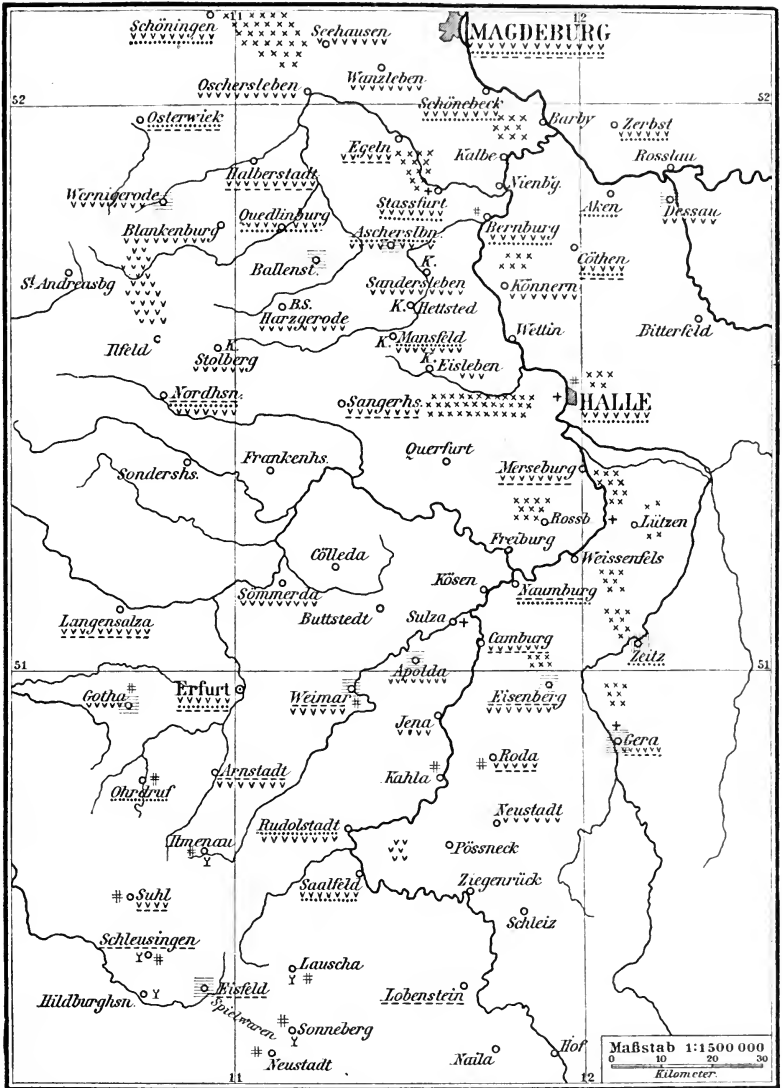 11
12
Schöningen
Seehausen
MAGDEBURG
Wanzleben
Oschersleben
Schönebeck
52
52
Osterwick
Barby
Zerbst
Egeln
Kalbe
Rosslau
Halberstadt
Nienbg.
Wernigerode
Stassfurt
Aken
Dessau
Blankenburg
Quedlinburg
Ascherslbn.
Bernburg
Cöthen
St. Andreasbg
Ballenst.
K.
Sandersleben
Könnern
B.S.
Harzgerode
K. Hettsted
Bitterfeld
Ilfeld
K.
Stolberg
K. Mansfeld
Wettin
K.
Eisleben
Nordhsn.
Sangerhs.
HALLE
Querfurt
Sondershs.
Frankenhs.
Merseburg
Rossb.
Lützen
Freiburg
Cölleda
Weissenfels
Kösen
Naumburg
Sömmerda
Buttstedt
Langensalza
Sulza
Camburg
Zeitz
51
51
Apolda
Gotha
Erfurt
Weimar
Eisenberg
Jena
Gera
Roda
Arnstadt
Kahla
Ohrdruf
Neustadt
Ilmenau
Rudolstadt
Pössneck
Saalfeld
Ziegenrück
Suhl
Schleiz
Schleusingen
Lauscha
Hildburghsn.
Eisfeld
Lobenstein
Spielwaren
Sonneberg
Neustadt
Naila
Hof
Maßstab 1:1500000
0 10 20 30
Kilometer.
11
12